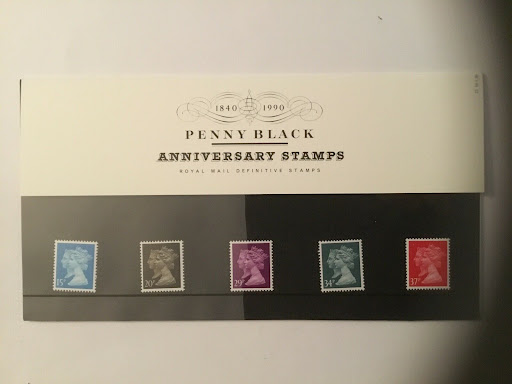 1840 1990
PENNY BLACK
ANNIVERSARY STAMPS
ROYAL MAIL DEFINITIVE STAMPS
15P 20P 29P 34P 37P